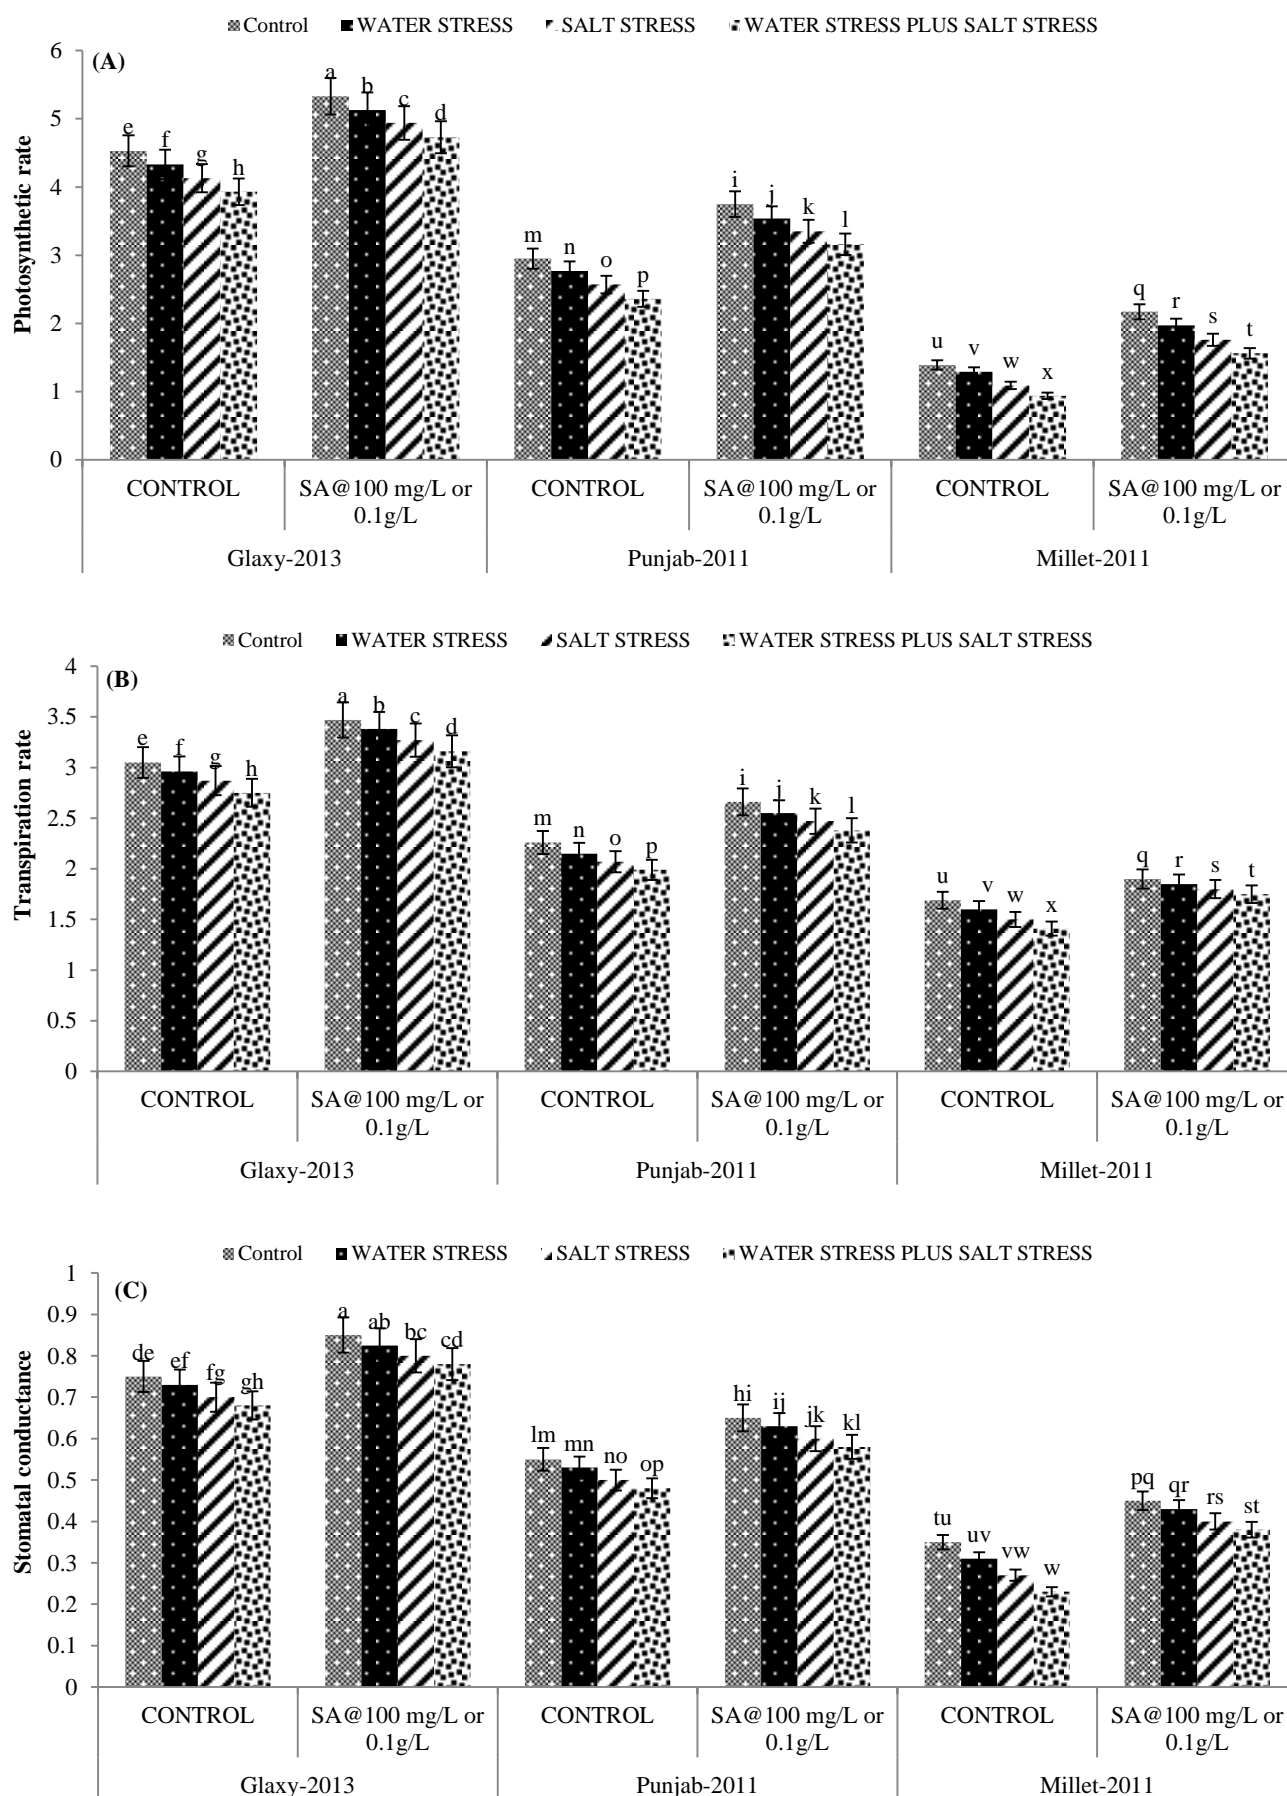 Control WATER STRESS SALT STRESS WATER STRESS PLUS SALT STRESS
(A)
Photosynthetic rate
6
5
4
3
2
1
0
e f g h a b c d m n o p i j k l u v w x q r s t
CONTROL SA@100 mg/L or 0.1g/L CONTROL SA@100 mg/L or 0.1g/L CONTROL SA@100 mg/L or 0.1g/L
Glaxy-2013 Punjab-2011 Millet-2011
Control WATER STRESS SALT STRESS WATER STRESS PLUS SALT STRESS
(B)
Transpiration rate
4
3.5
3
2.5
2
1.5
1
0.5
0
e f g h a b c d m n o p i j k l u v w x q r s t
CONTROL SA@100 mg/L or 0.1g/L CONTROL SA@100 mg/L or 0.1g/L CONTROL SA@100 mg/L or 0.1g/L
Glaxy-2013 Punjab-2011 Millet-2011
Control WATER STRESS SALT STRESS WATER STRESS PLUS SALT STRESS
(C)
Stomatal conductance
1
0.9
0.8
0.7
0.6
0.5
0.4
0.3
0.2
0.1
0
de ef fg gh a ab bc cd lm mn no op hi ij jk kl tu uv vw w pq qr rs st
CONTROL SA@100 mg/L or 0.1g/L CONTROL SA@100 mg/L or 0.1g/L CONTROL SA@100 mg/L or 0.1g/L
Glaxy-2013 Punjab-2011 Millet-2011